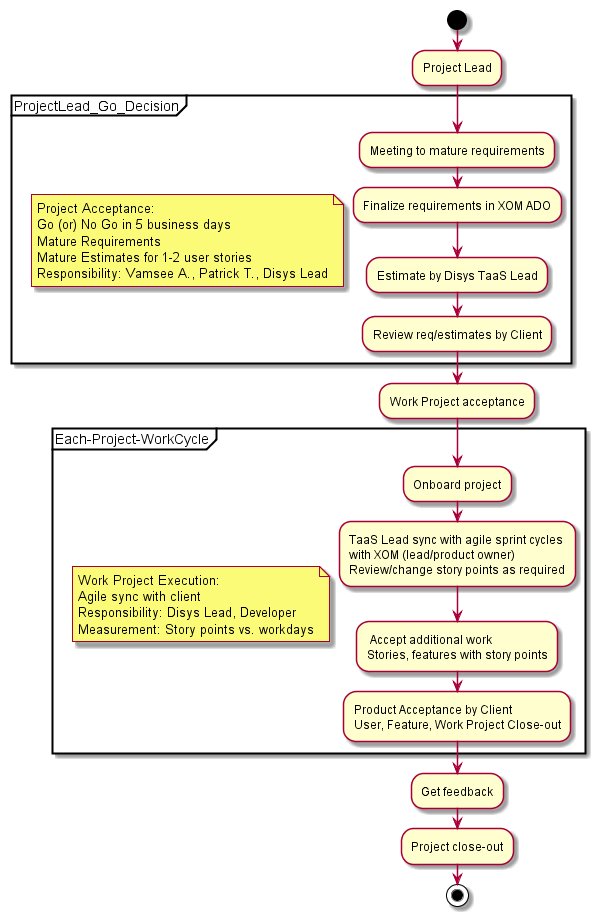 Project Lead
ProjectLead_Go_Decision
Meeting to mature requirements
Project Acceptance:
Go (or) No Go in 5 business days
Mature Requirements
Mature Estimates for 1-2 user stories
Responsibility: Vamsee A., Patrick T., Disys Lead
Finalize requirements in XOM ADO
Estimate by Disys TaaS Lead
Review req/estimates by Client
Work Project acceptance
Each-Project-WorkCycle
Onboard project
TaaS Lead sync with agile sprint cycles
with XOM (lead/product owner)
Review/change story points as required
Work Project Execution:
Agile sync with client
Responsibility: Disys Lead, Developer
Measurement: Story points vs. workdays
Accept additional work
Stories, features with story points
Product Acceptance by Client
User, Feature, Work Project Close-out
Get feedback
Project close-out